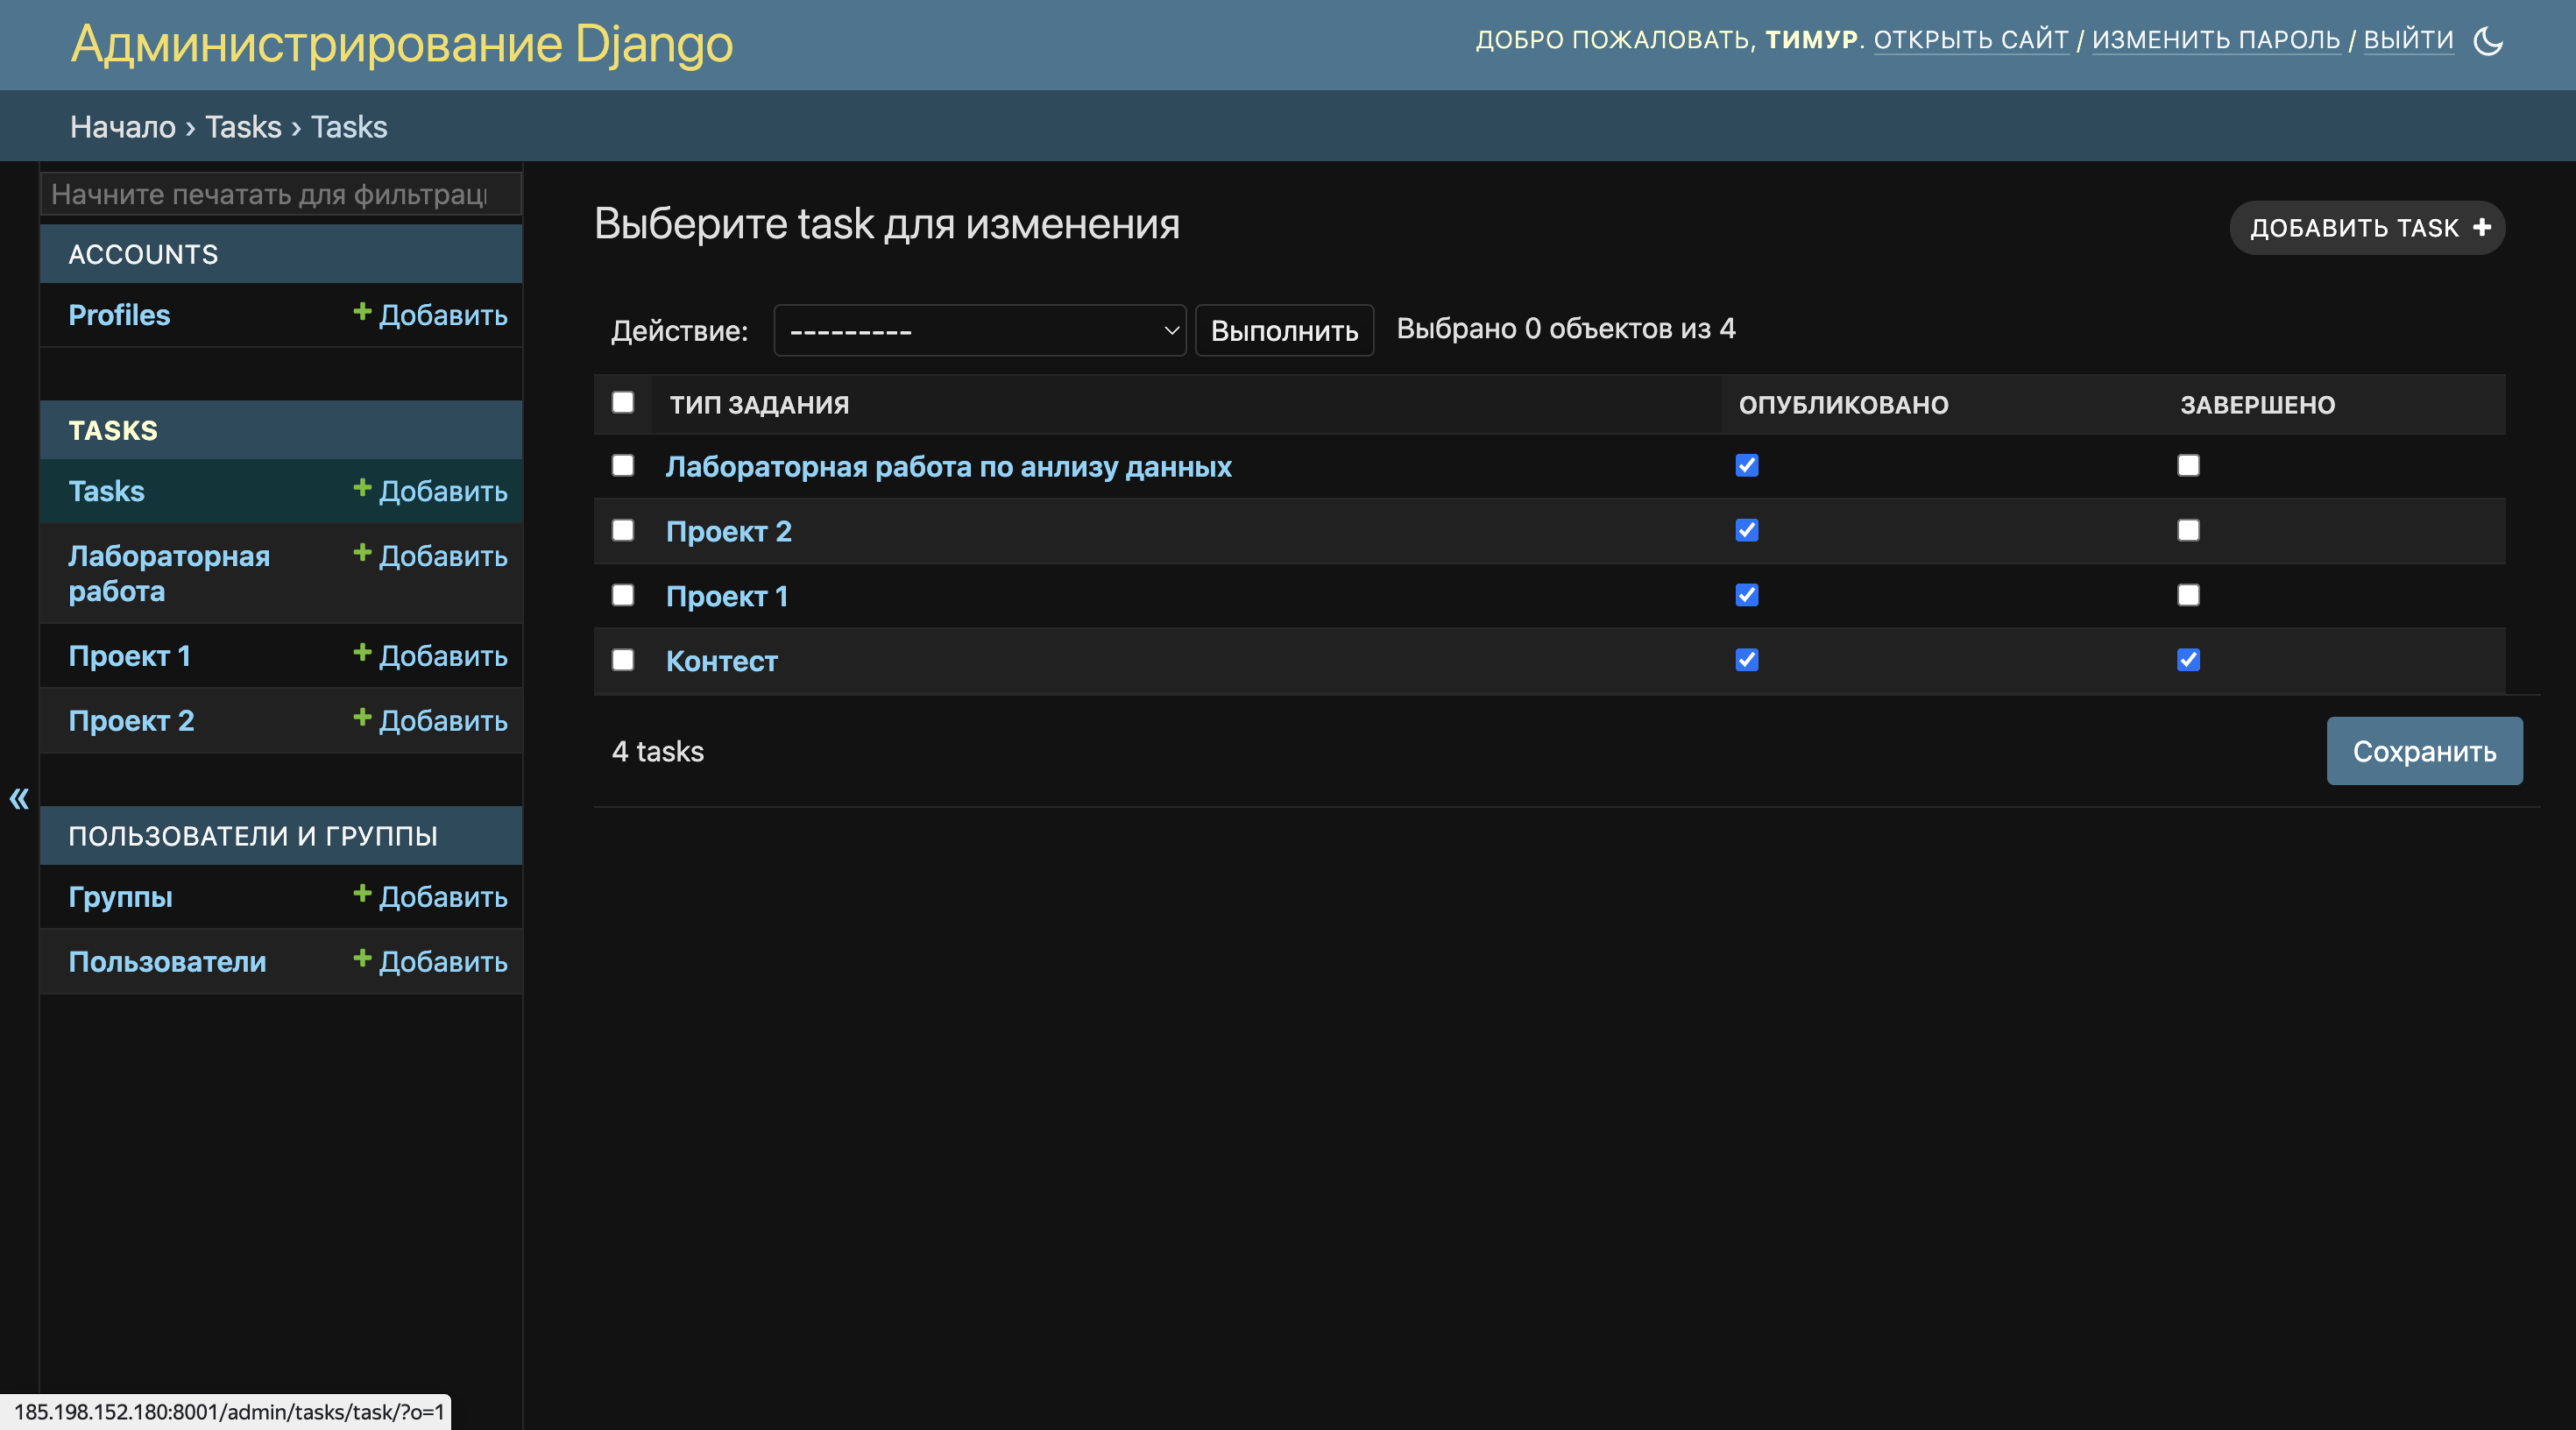 Администрирование Django
ДОБРО ПОЖАЛОВАТЬ, ТИМУР. ОТКРЫТЬ САЙТ / ИЗМЕНИТЬ ПАРОЛЬ / ВЫЙТИ
Начало › Tasks › Tasks
Начните печатать для фильтрац
ACCOUNTS
Profiles + Добавить
TASKS
Tasks + Добавить
Лабораторная работа + Добавить
Проект 1 + Добавить
Проект 2 + Добавить
ПОЛЬЗОВАТЕЛИ И ГРУППЫ
Группы + Добавить
Пользователи + Добавить
«
Выберите task для изменения
ДОБАВИТЬ TASK +
Действие: --------- Выполнить Выбрано 0 объектов из 4
ТИП ЗАДАНИЯ ОПУБЛИКОВАНО ЗАВЕРШЕНО
Лабораторная работа по анлизу данных
Проект 2
Проект 1
Контест
4 tasks
Сохранить
185.198.152.180:8001/admin/tasks/task/?o=1